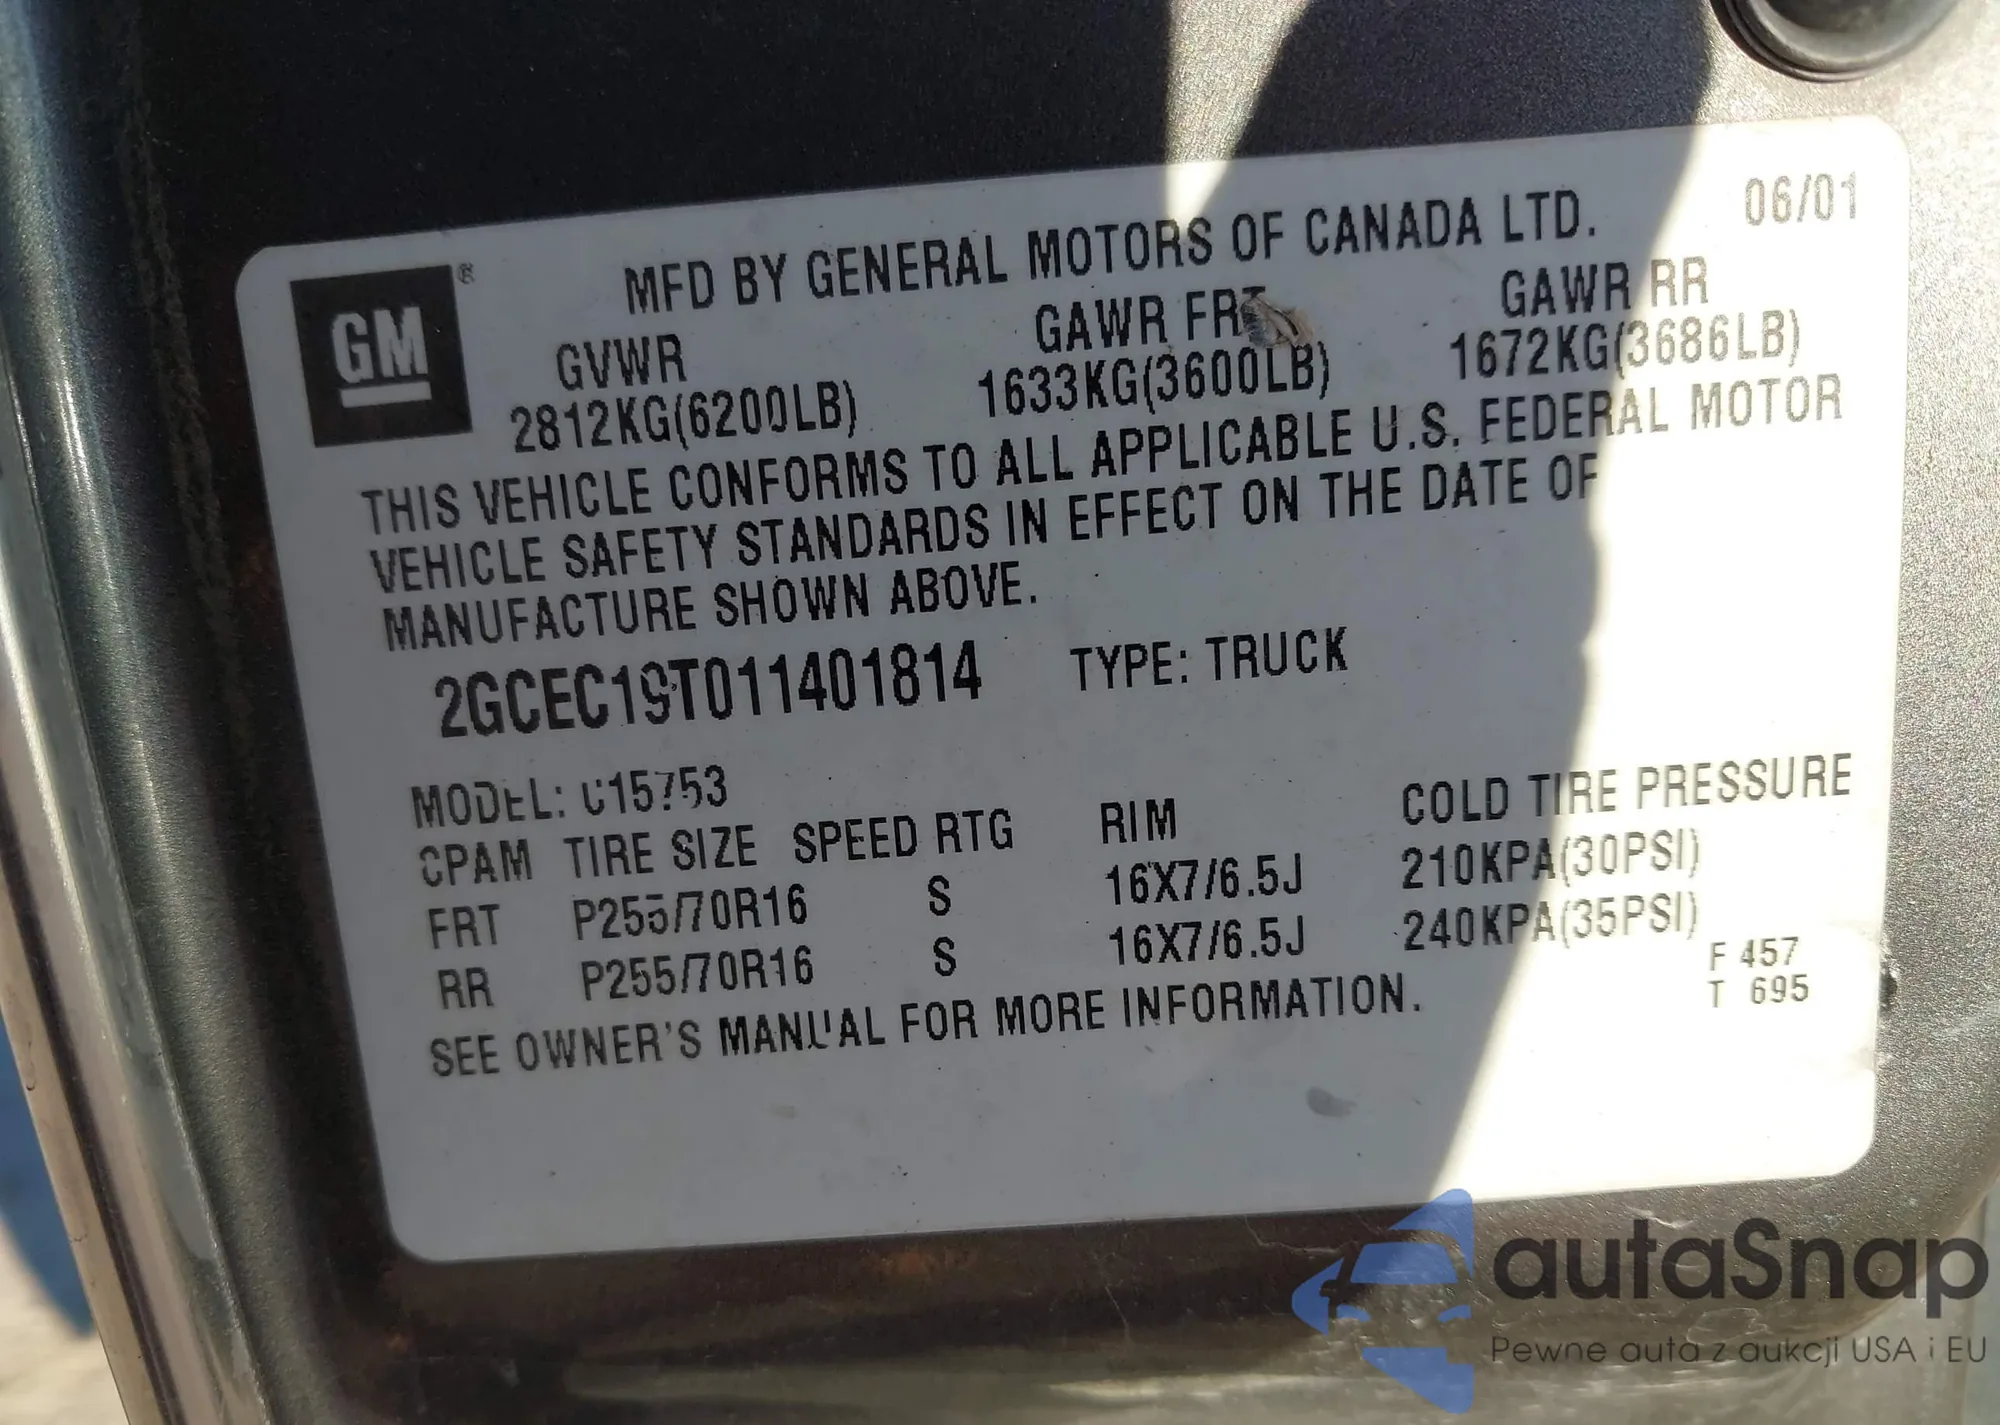 GM ®
MFD BY GENERAL MOTORS OF CANADA LTD. 06/01
GVWR GAWR FRT GAWR RR
2812KG(6200LB) 1633KG(3600LB) 1672KG(3686LB)
THIS VEHICLE CONFORMS TO ALL APPLICABLE U.S. FEDERAL MOTOR
VEHICLE SAFETY STANDARDS IN EFFECT ON THE DATE OF
MANUFACTURE SHOWN ABOVE.
2GCEC19T011401814 TYPE: TRUCK
MODEL: C15753
CPAM TIRE SIZE SPEED RTG RIM COLD TIRE PRESSURE
FRT P255/70R16 S 16X7/6.5J 210KPA(30PSI)
RR P255/70R16 S 16X7/6.5J 240KPA(35PSI)
F 457
T 695
SEE OWNER'S MANUAL FOR MORE INFORMATION.
autaSnap
Pewne auta z aukcji USA i EU